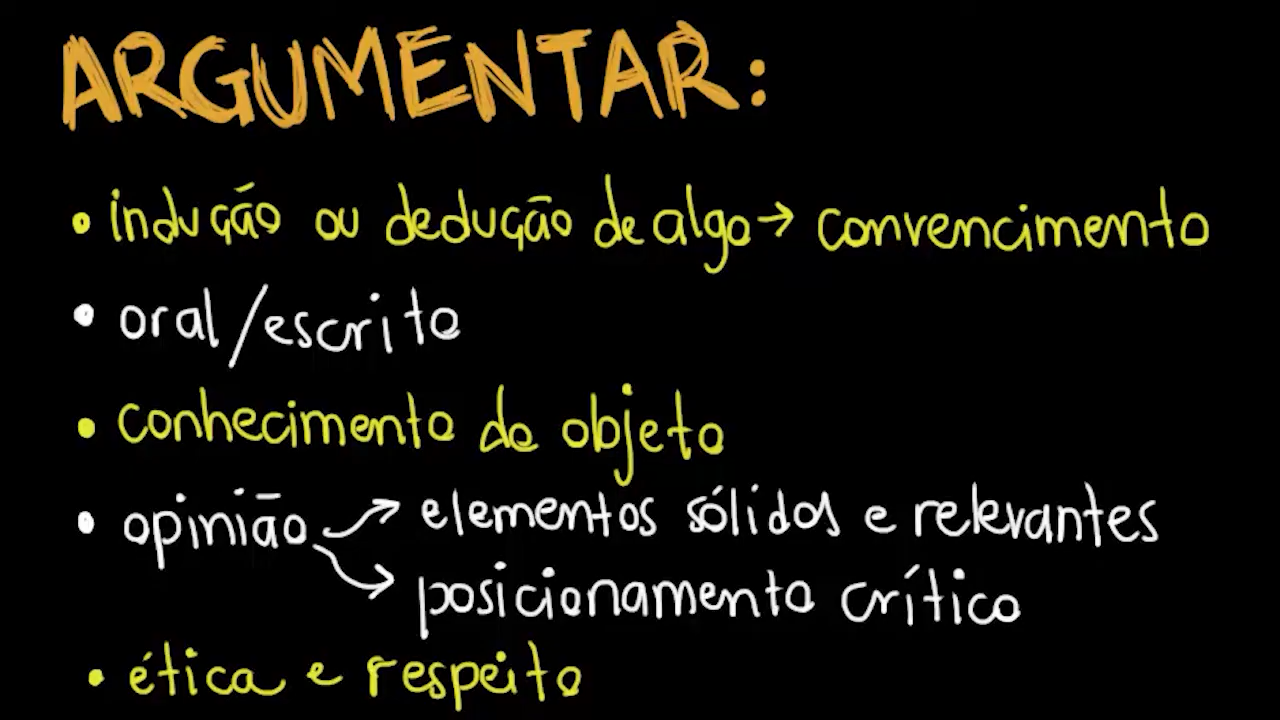 ARGUMENTAR:
• indução ou dedução de algo → convencimento
• oral/escrito
• conhecimento do objeto
• opinião → elementos sólidos e relevantes
→ posicionamento crítico
• ética e respeito